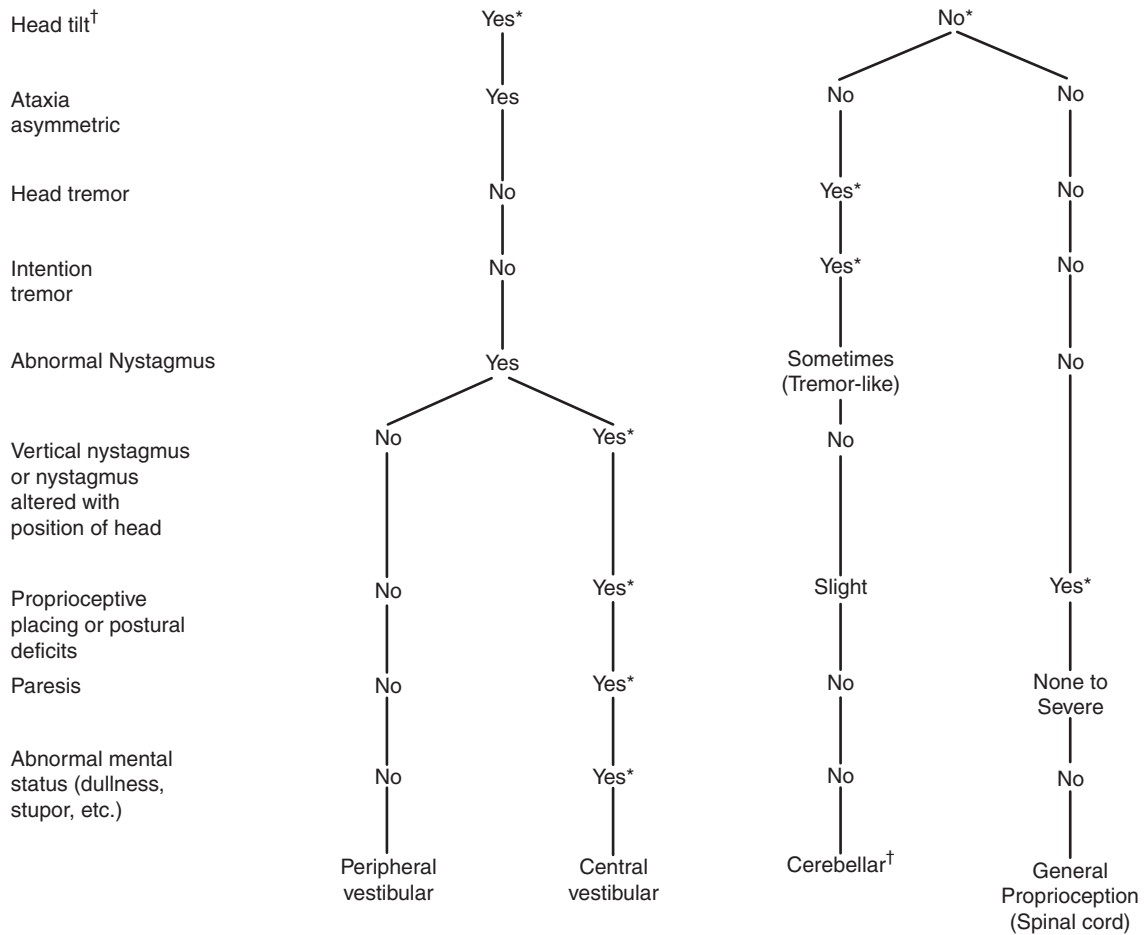 Head tilt† Yes* No*
Ataxia
asymmetric
Yes No No
Head tremor No Yes* No
Intention
tremor
No Yes* No
Abnormal Nystagmus Yes Sometimes
(Tremor-like)
No
Vertical nystagmus
or nystagmus
altered with
position of head
No Yes* No
Proprioceptive
placing or postural
deficits
No Yes* Slight Yes*
Paresis No Yes* No None to
Severe
Abnormal mental
status (dullness,
stupor, etc.)
No Yes* No No
Peripheral
vestibular
Central
vestibular
Cerebellar†
General
Proprioception
(Spinal cord)